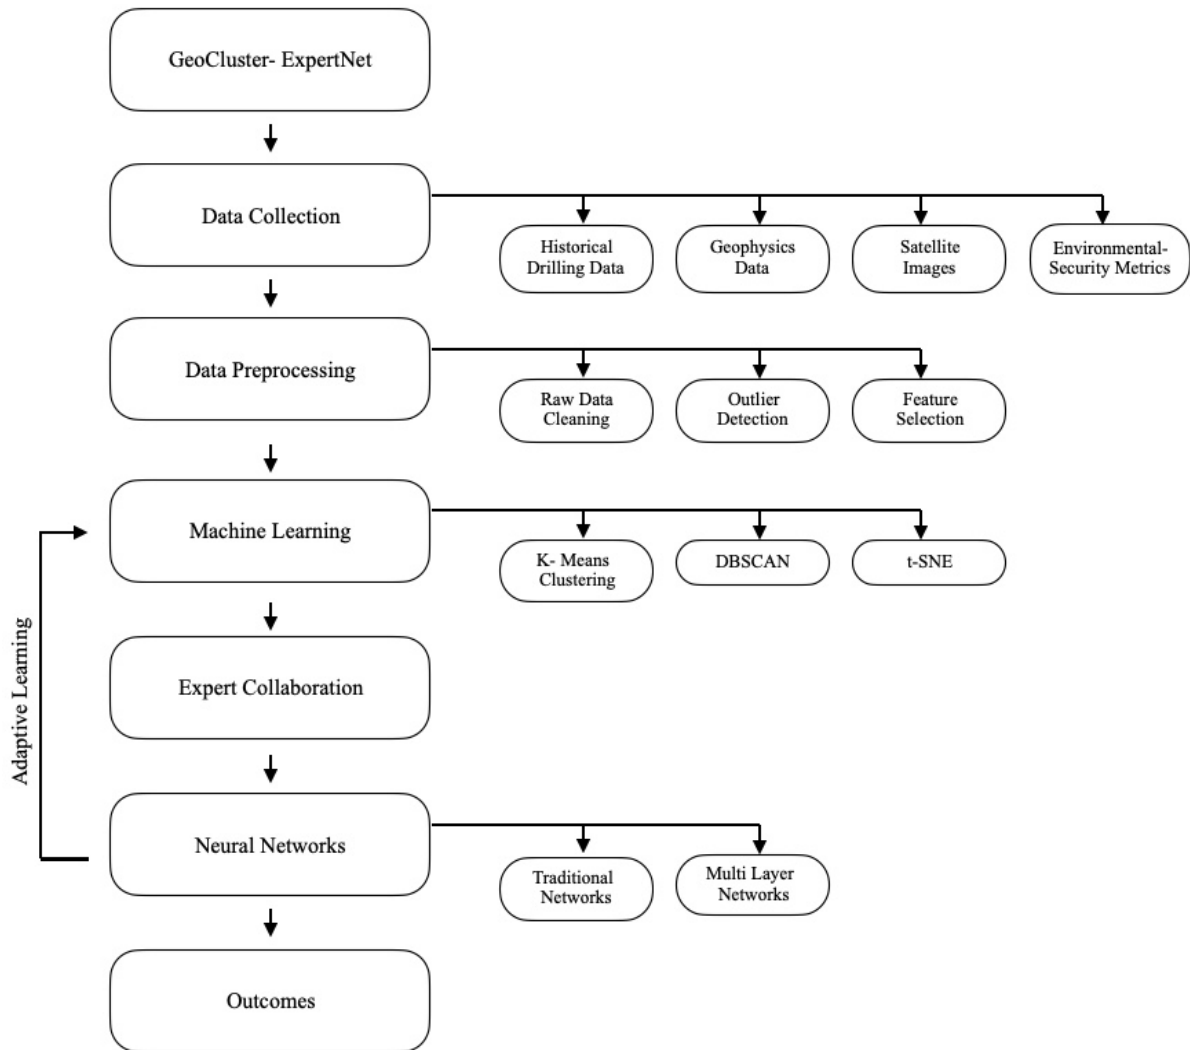 GeoCluster- ExpertNet
Data Collection
Historical
Drilling Data
Geophysics
Data
Satellite
Images
Environmental-
Security Metrics
Data Preprocessing
Raw Data
Cleaning
Outlier
Detection
Feature
Selection
Machine Learning
K- Means
Clustering
DBSCAN
t-SNE
Adaptive Learning
Expert Collaboration
Neural Networks
Traditional
Networks
Multi Layer
Networks
Outcomes